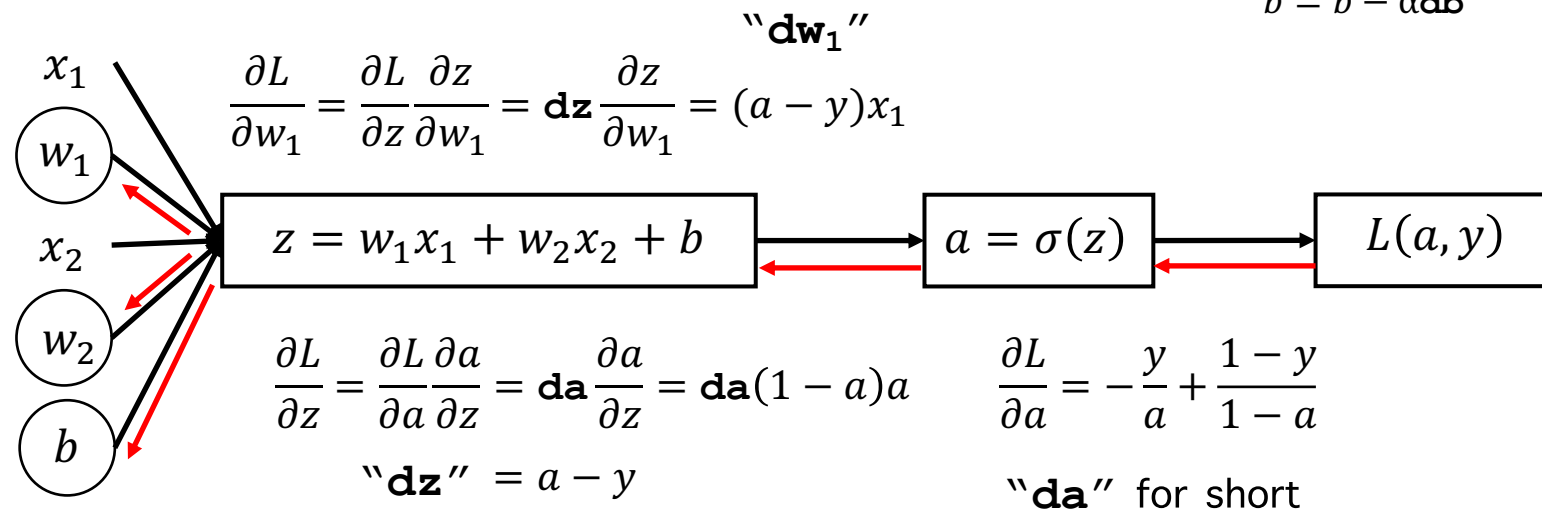 b = b − αdb
“dw₁”
x₁
∂L/∂w₁ = ∂L/∂z ∂z/∂w₁ = dz ∂z/∂w₁ = (a − y)x₁
w₁
x₂
z = w₁x₁ + w₂x₂ + b
a = σ(z)
L(a, y)
w₂
∂L/∂z = ∂L/∂a ∂a/∂z = da ∂a/∂z = da(1 − a)a
∂L/∂a = − y/a + (1 − y)/(1 − a)
b
“dz” = a − y
“da” for short